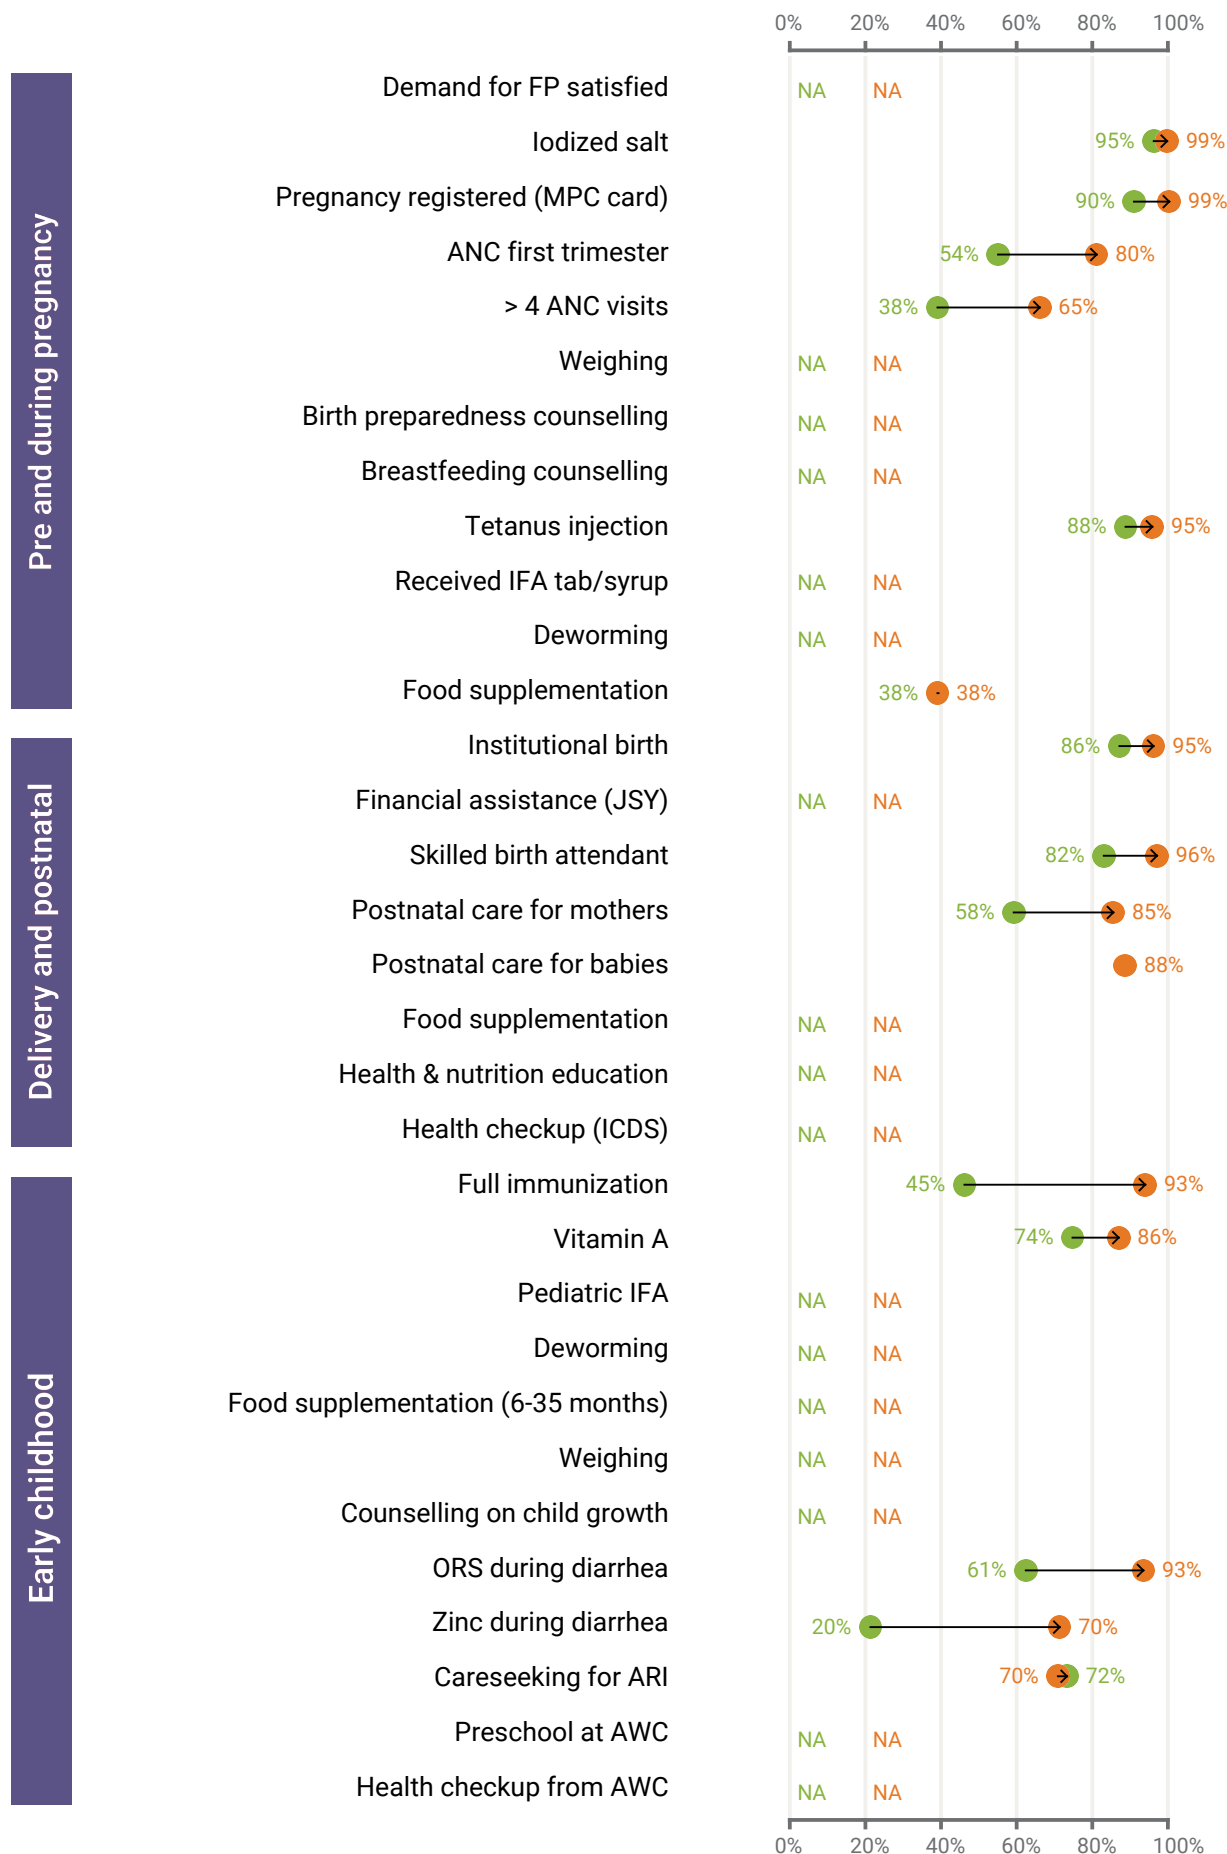 0% 20% 40% 60% 80% 100%
Pre and during pregnancy
Demand for FP satisfied NA NA
Iodized salt 95% 99%
Pregnancy registered (MPC card) 90% 99%
ANC first trimester 54% 80%
> 4 ANC visits 38% 65%
Weighing NA NA
Birth preparedness counselling NA NA
Breastfeeding counselling NA NA
Tetanus injection 88% 95%
Received IFA tab/syrup NA NA
Deworming NA NA
Food supplementation 38% 38%
Delivery and postnatal
Institutional birth 86% 95%
Financial assistance (JSY) NA NA
Skilled birth attendant 82% 96%
Postnatal care for mothers 58% 85%
Postnatal care for babies 88%
Food supplementation NA NA
Health & nutrition education NA NA
Health checkup (ICDS) NA NA
Early childhood
Full immunization 45% 93%
Vitamin A 74% 86%
Pediatric IFA NA NA
Deworming NA NA
Food supplementation (6-35 months) NA NA
Weighing NA NA
Counselling on child growth NA NA
ORS during diarrhea 61% 93%
Zinc during diarrhea 20% 70%
Careseeking for ARI 70% 72%
Preschool at AWC NA NA
Health checkup from AWC NA NA
0% 20% 40% 60% 80% 100%